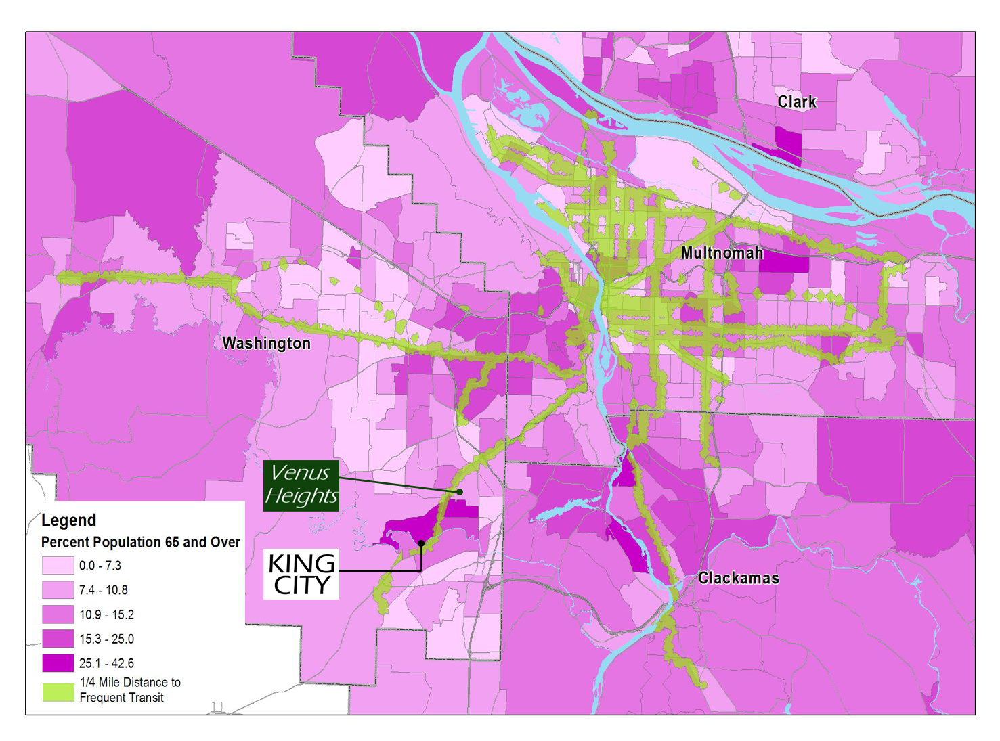 Clark
Multnomah
Washington
Venus
Heights
KING
CITY
Clackamas
Legend
Percent Population 65 and Over
0.0 - 7.3
7.4 - 10.8
10.9 - 15.2
15.3 - 25.0
25.1 - 42.6
1/4 Mile Distance to
Frequent Transit